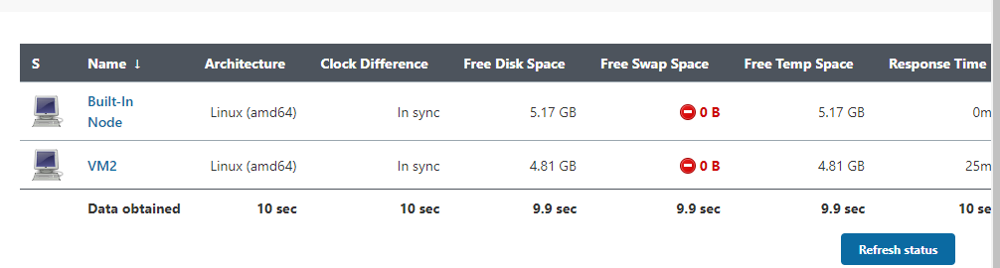 S Name ↓ Architecture Clock Difference Free Disk Space Free Swap Space Free Temp Space Response Time
Built-In
Node Linux (amd64) In sync 5.17 GB 0 B 5.17 GB 0m
VM2 Linux (amd64) In sync 4.81 GB 0 B 4.81 GB 25m
Data obtained 10 sec 10 sec 9.9 sec 9.9 sec 9.9 sec 10 se
Refresh status